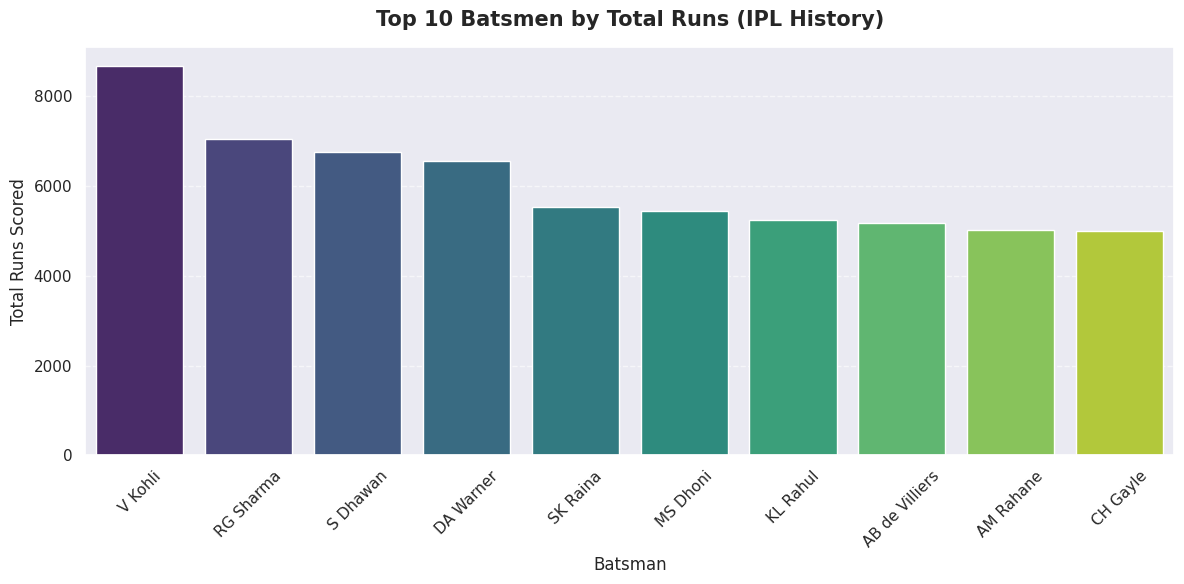 Top 10 Batsmen by Total Runs (IPL History)
Total Runs Scored
8000
6000
4000
2000
0
V Kohli
RG Sharma
S Dhawan
DA Warner
SK Raina
MS Dhoni
KL Rahul
AB de Villiers
AM Rahane
CH Gayle
Batsman